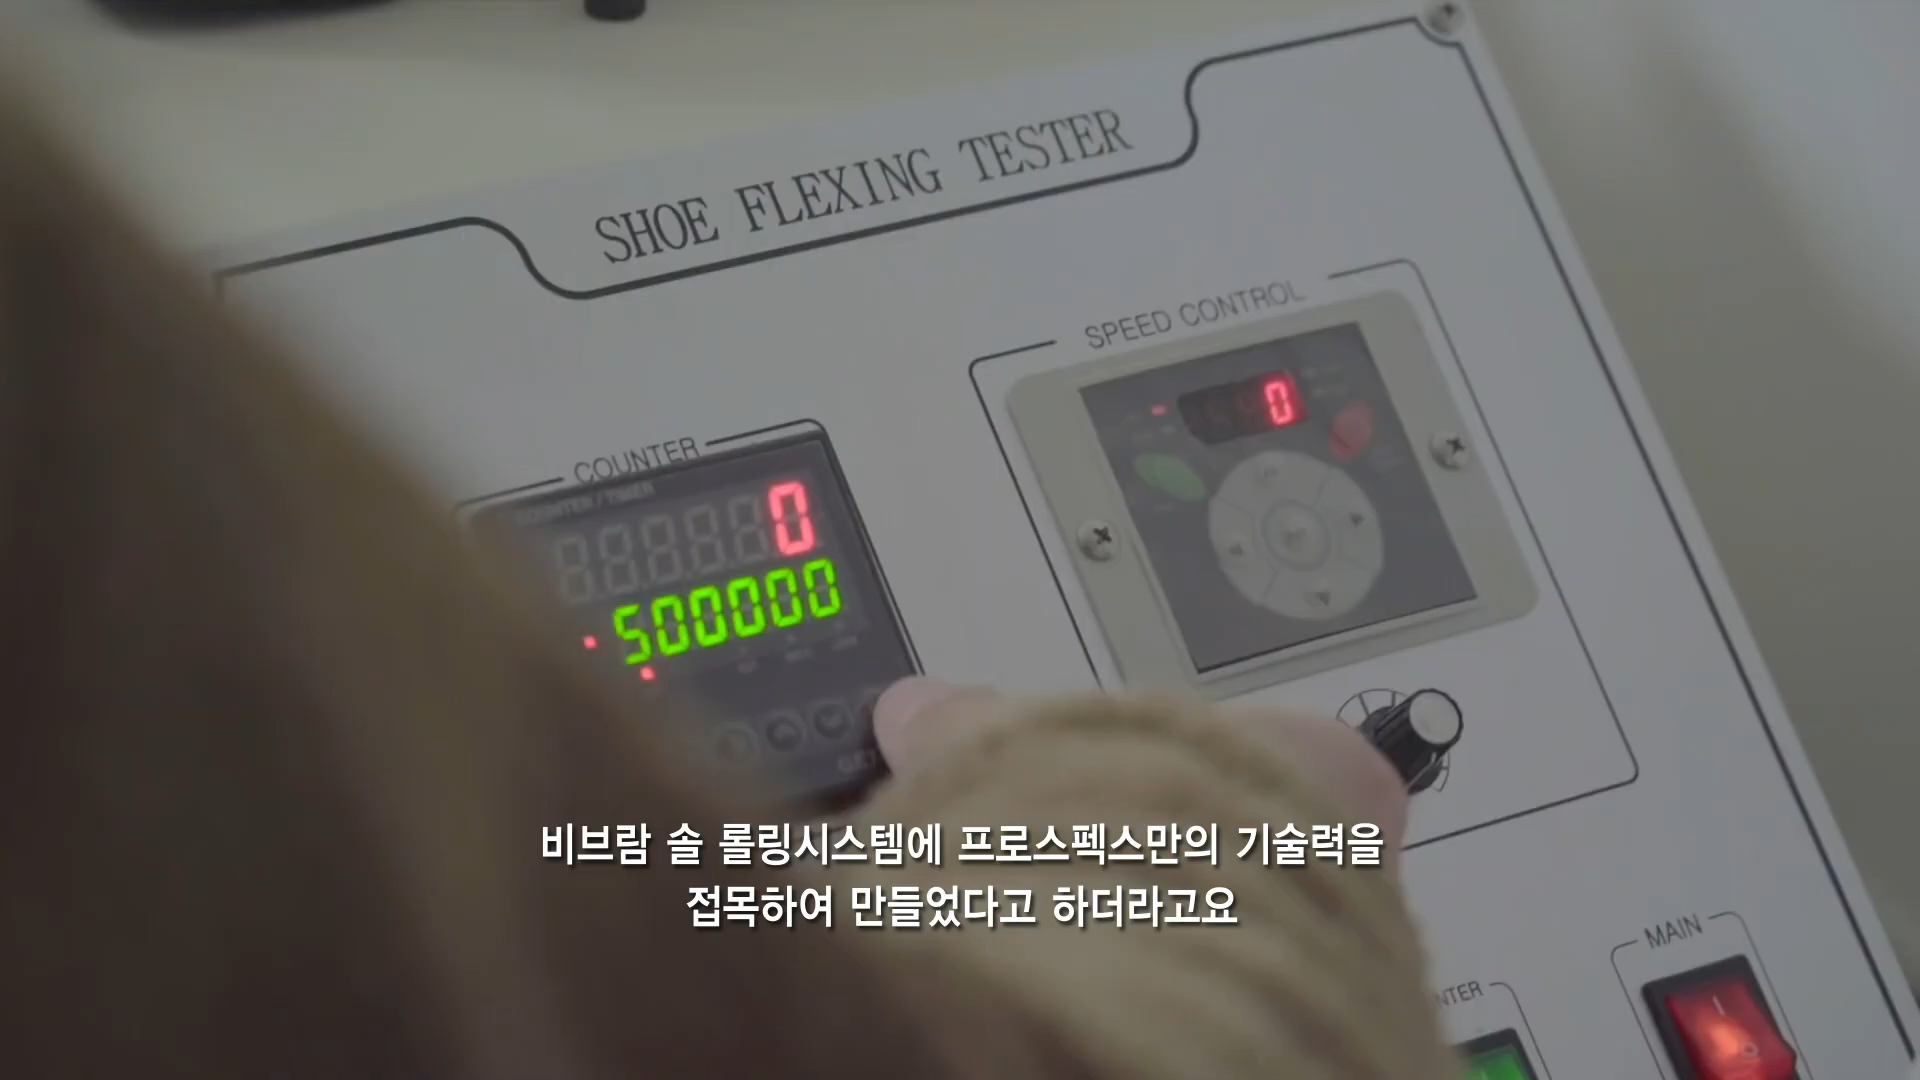 SHOE FLEXING TESTER
SPEED CONTROL
0
COUNTER
COUNTER / TIMER
0
500000
비브람 솔 롤링시스템에 프로스펙스만의 기술력을
접목하여 만들었다고 하더라고요
MAIN